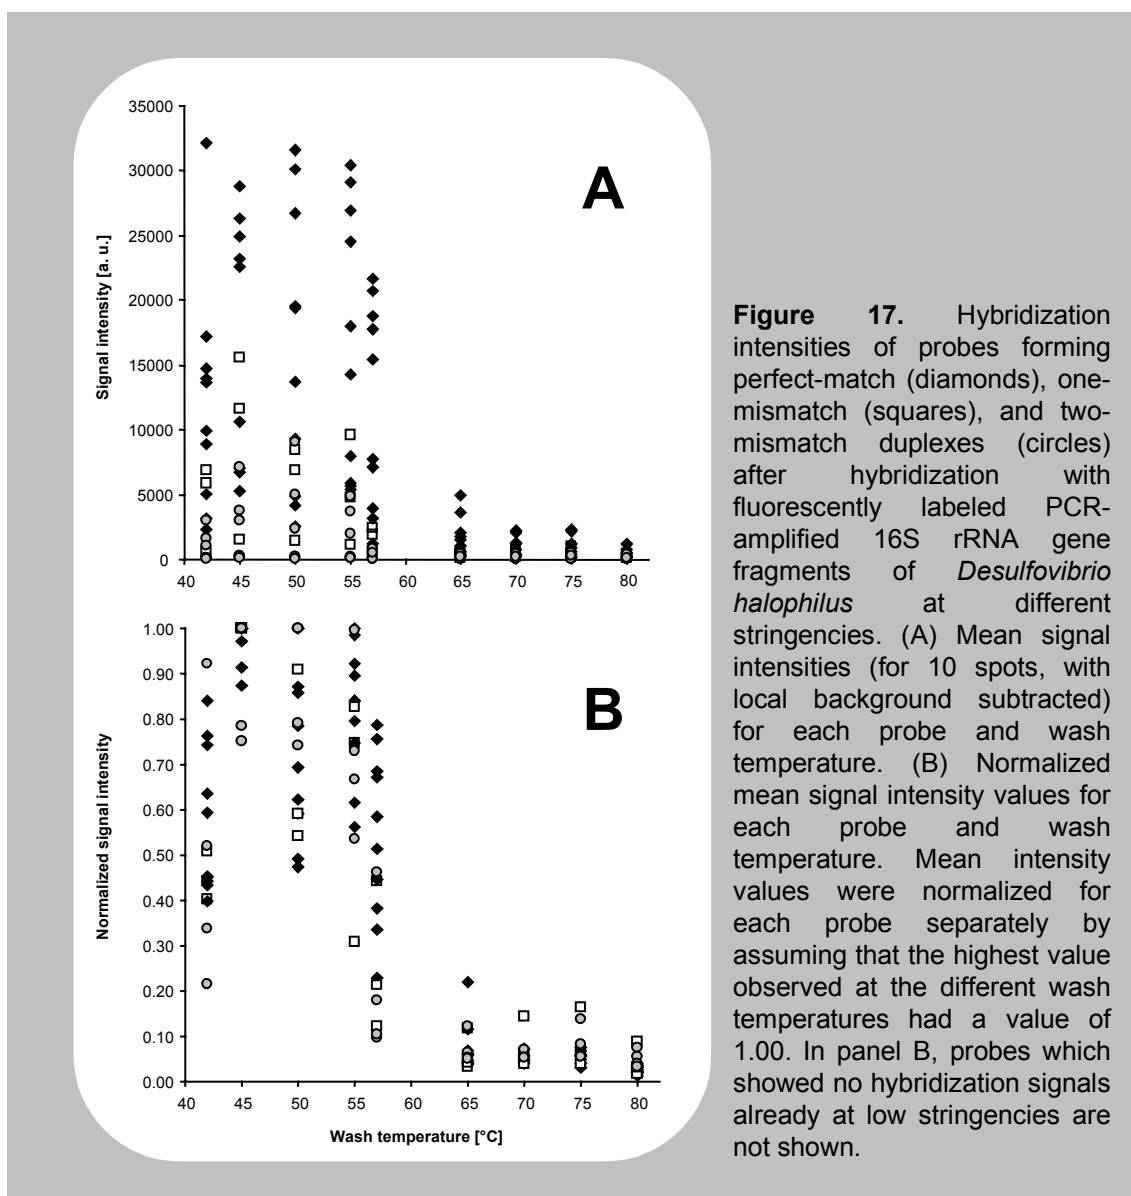 35000
30000
25000
20000
15000
10000
5000
0
Signal intensity [a. u.]
A
40 45 50 55 60 65 70 75 80
1.00
0.90
0.80
0.70
0.60
0.50
0.40
0.30
0.20
0.10
0.00
Normalized signal intensity
B
40 45 50 55 60 65 70 75 80
Wash temperature [°C]
Figure 17. Hybridization
intensities of probes forming
perfect-match (diamonds), one-
mismatch (squares), and two-
mismatch duplexes (circles)
after hybridization with
fluorescently labeled PCR-
amplified 16S rRNA gene
fragments of Desulfovibrio
halophilus at different
stringencies. (A) Mean signal
intensities (for 10 spots, with
local background subtracted)
for each probe and wash
temperature. (B) Normalized
mean signal intensity values for
each probe and wash
temperature. Mean intensity
values were normalized for
each probe separately by
assuming that the highest value
observed at the different wash
temperatures had a value of
1.00. In panel B, probes which
showed no hybridization signals
already at low stringencies are
not shown.